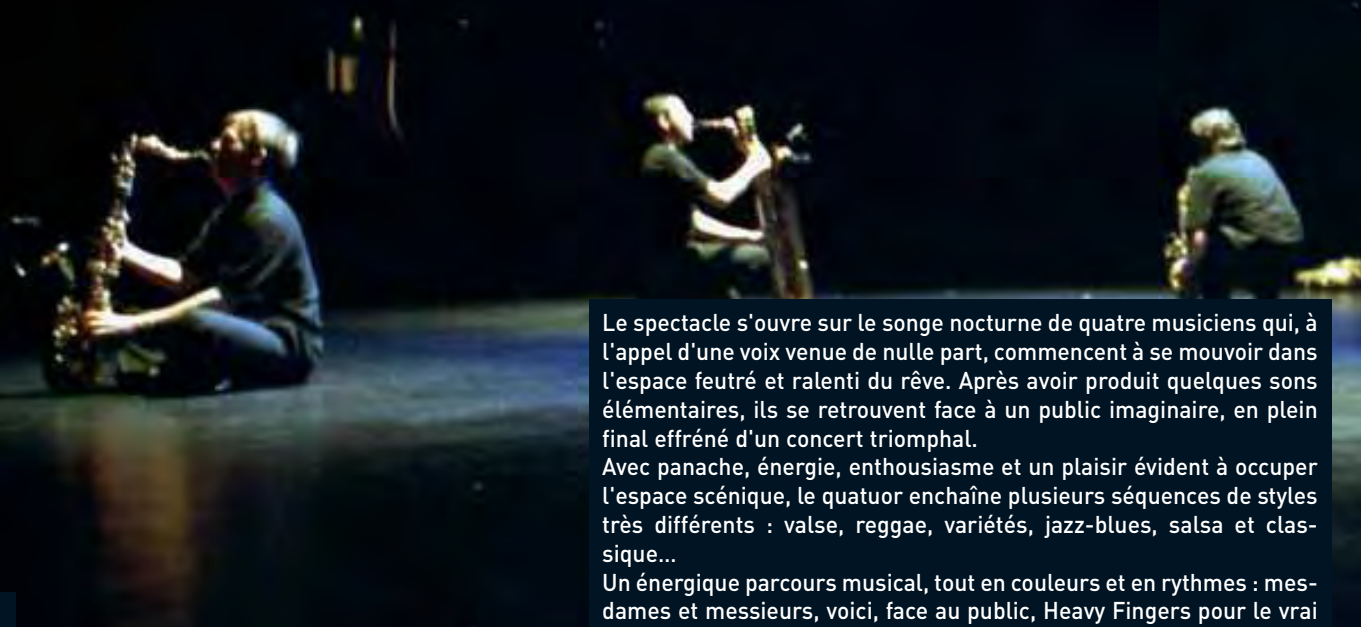 Le spectacle s'ouvre sur le songe nocturne de quatre musiciens qui, à
l'appel d'une voix venue de nulle part, commencent à se mouvoir dans
l'espace feutré et ralenti du rêve. Après avoir produit quelques sons
élémentaires, ils se retrouvent face à un public imaginaire, en plein
final effréné d'un concert triomphal.
Avec panache, énergie, enthousiasme et un plaisir évident à occuper
l'espace scénique, le quatuor enchaîne plusieurs séquences de styles
très différents : valse, reggae, variétés, jazz-blues, salsa et clas-
sique...
Un énergique parcours musical, tout en couleurs et en rythmes : mes-
dames et messieurs, voici, face au public, Heavy Fingers pour le vrai